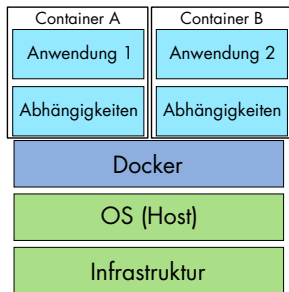 Container A
Anwendung 1
Abhängigkeiten
Container B
Anwendung 2
Abhängigkeiten
Docker
OS (Host)
Infrastruktur